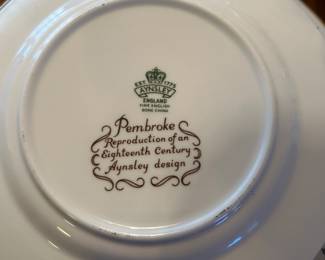 EST 1775
AYNSLEY
ENGLAND
FINE ENGLISH
BONE CHINA
Pembroke
Reproduction of an
Eighteenth Century
Aynsley design